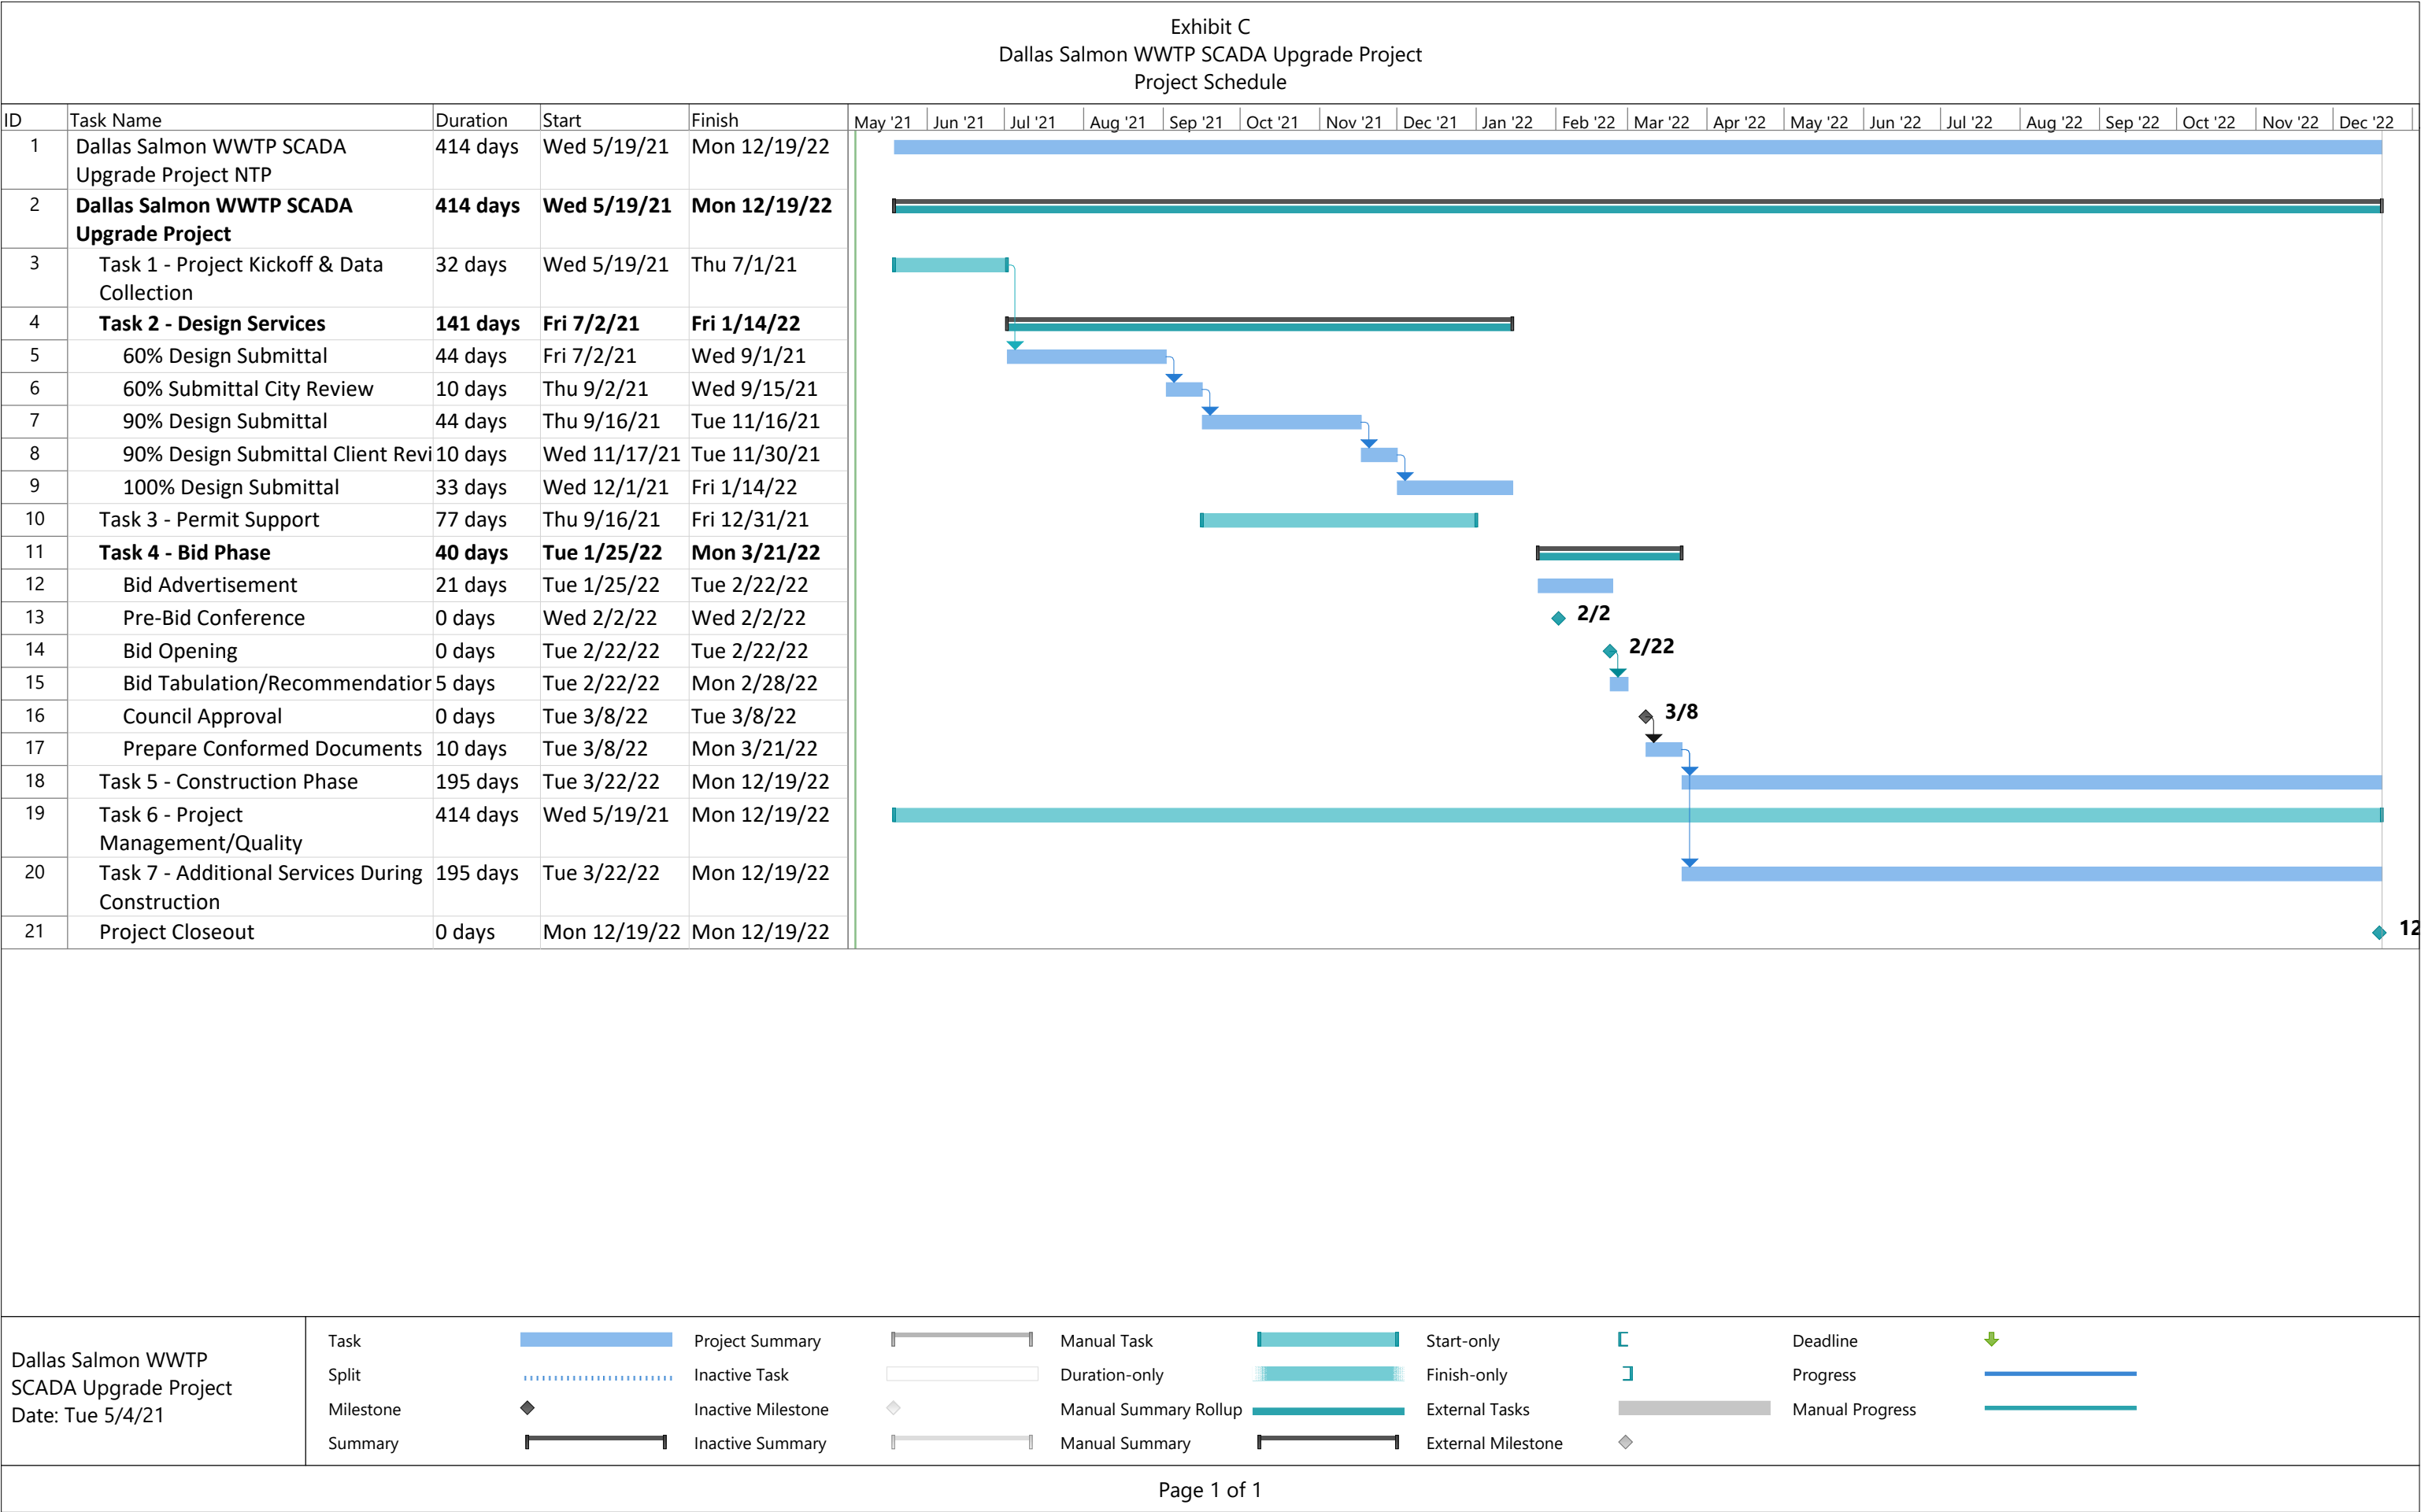 Exhibit C
Dallas Salmon WWTP SCADA Upgrade Project
Project Schedule
ID Task Name Duration Start Finish May '21 Jun '21 Jul '21 Aug '21 Sep '21 Oct '21 Nov '21 Dec '21 Jan '22 Feb '22 Mar '22 Apr '22 May '22 Jun '22 Jul '22 Aug '22 Sep '22 Oct '22 Nov '22 Dec '22
1 Dallas Salmon WWTP SCADA 414 days Wed 5/19/21 Mon 12/19/22
Upgrade Project NTP
2 Dallas Salmon WWTP SCADA 414 days Wed 5/19/21 Mon 12/19/22
Upgrade Project
3 Task 1 - Project Kickoff & Data 32 days Wed 5/19/21 Thu 7/1/21
Collection
4 Task 2 - Design Services 141 days Fri 7/2/21 Fri 1/14/22
5 60% Design Submittal 44 days Fri 7/2/21 Wed 9/1/21
6 60% Submittal City Review 10 days Thu 9/2/21 Wed 9/15/21
7 90% Design Submittal 44 days Thu 9/16/21 Tue 11/16/21
8 90% Design Submittal Client Revi 10 days Wed 11/17/21 Tue 11/30/21
9 100% Design Submittal 33 days Wed 12/1/21 Fri 1/14/22
10 Task 3 - Permit Support 77 days Thu 9/16/21 Fri 12/31/21
11 Task 4 - Bid Phase 40 days Tue 1/25/22 Mon 3/21/22
12 Bid Advertisement 21 days Tue 1/25/22 Tue 2/22/22
13 Pre-Bid Conference 0 days Wed 2/2/22 Wed 2/2/22 2/2
14 Bid Opening 0 days Tue 2/22/22 Tue 2/22/22 2/22
15 Bid Tabulation/Recommendation 5 days Tue 2/22/22 Mon 2/28/22
16 Council Approval 0 days Tue 3/8/22 Tue 3/8/22 3/8
17 Prepare Conformed Documents 10 days Tue 3/8/22 Mon 3/21/22
18 Task 5 - Construction Phase 195 days Tue 3/22/22 Mon 12/19/22
19 Task 6 - Project 414 days Wed 5/19/21 Mon 12/19/22
Management/Quality
20 Task 7 - Additional Services During 195 days Tue 3/22/22 Mon 12/19/22
Construction
21 Project Closeout 0 days Mon 12/19/22 Mon 12/19/22 12
Dallas Salmon WWTP
SCADA Upgrade Project
Date: Tue 5/4/21
Task Project Summary Manual Task Start-only Deadline
Split Inactive Task Duration-only Finish-only Progress
Milestone Inactive Milestone Manual Summary Rollup External Tasks Manual Progress
Summary Inactive Summary Manual Summary External Milestone
Page 1 of 1